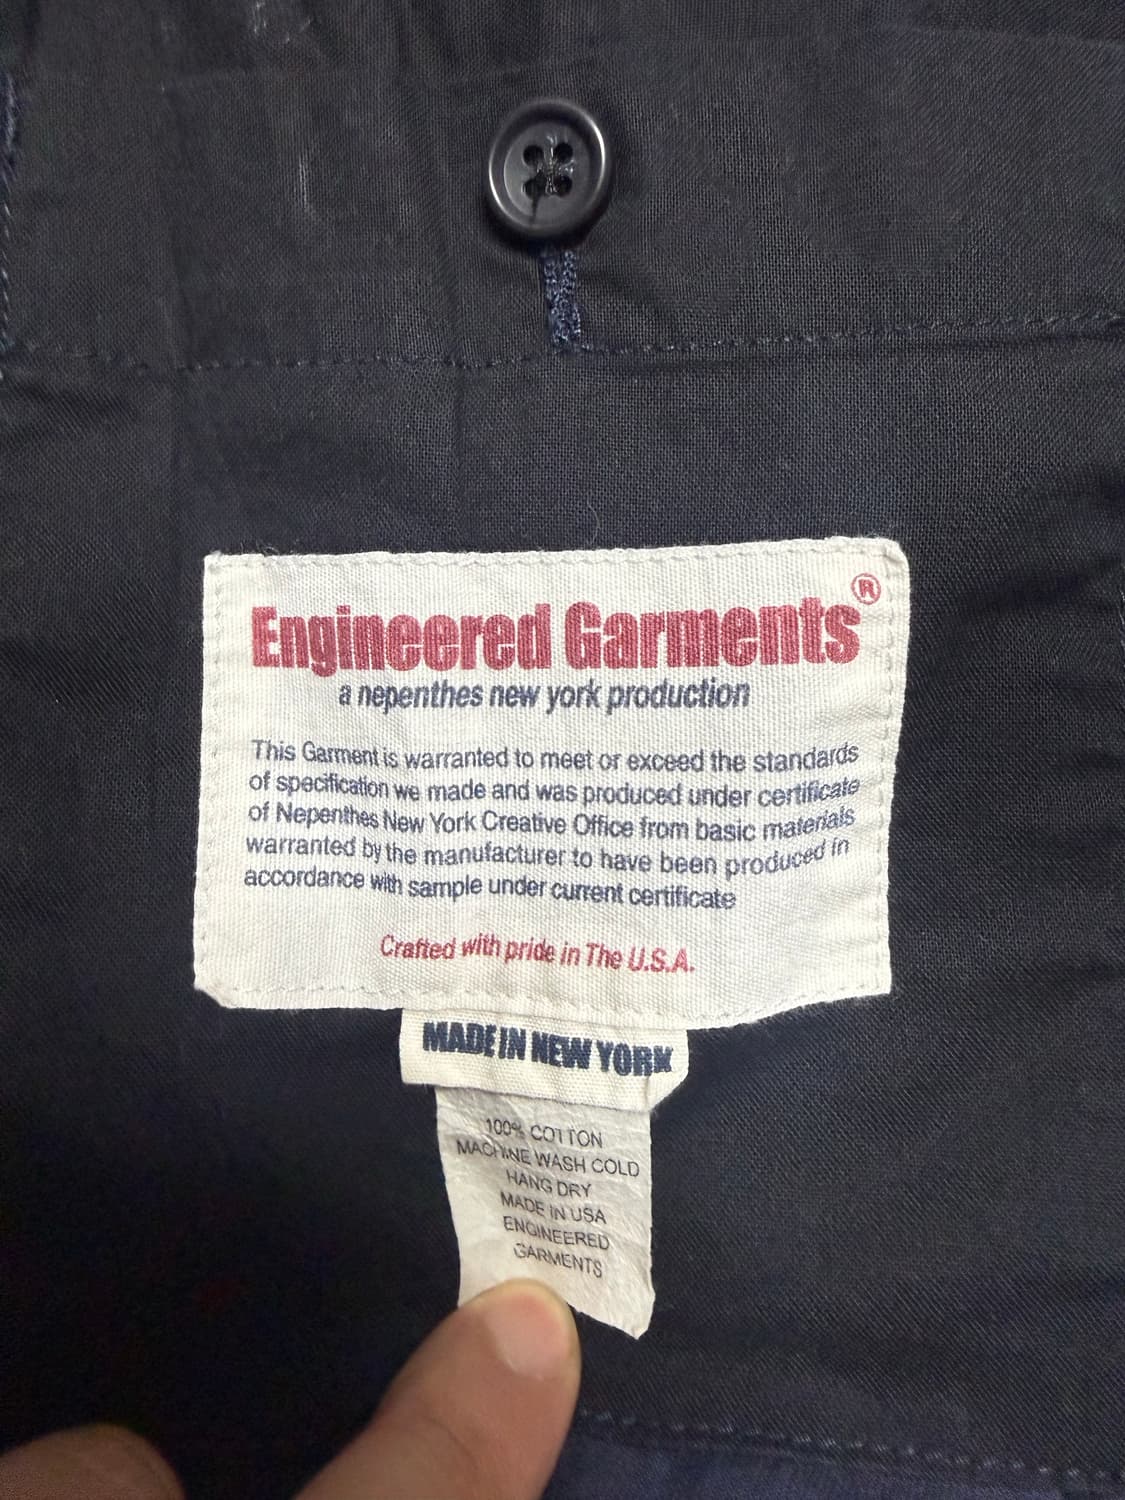 Engineered Garments®
a nepenthes new york production
This Garment is warranted to meet or exceed the standards
of specification we made and was produced under certificate
of Nepenthes New York Creative Office from basic materials
warranted by the manufacturer to have been produced in
accordance with sample under current certificate
Crafted with pride in The U.S.A.
MADE IN NEW YORK
100% COTTON
MACHINE WASH COLD
HANG DRY
MADE IN USA
ENGINEERED
GARMENTS